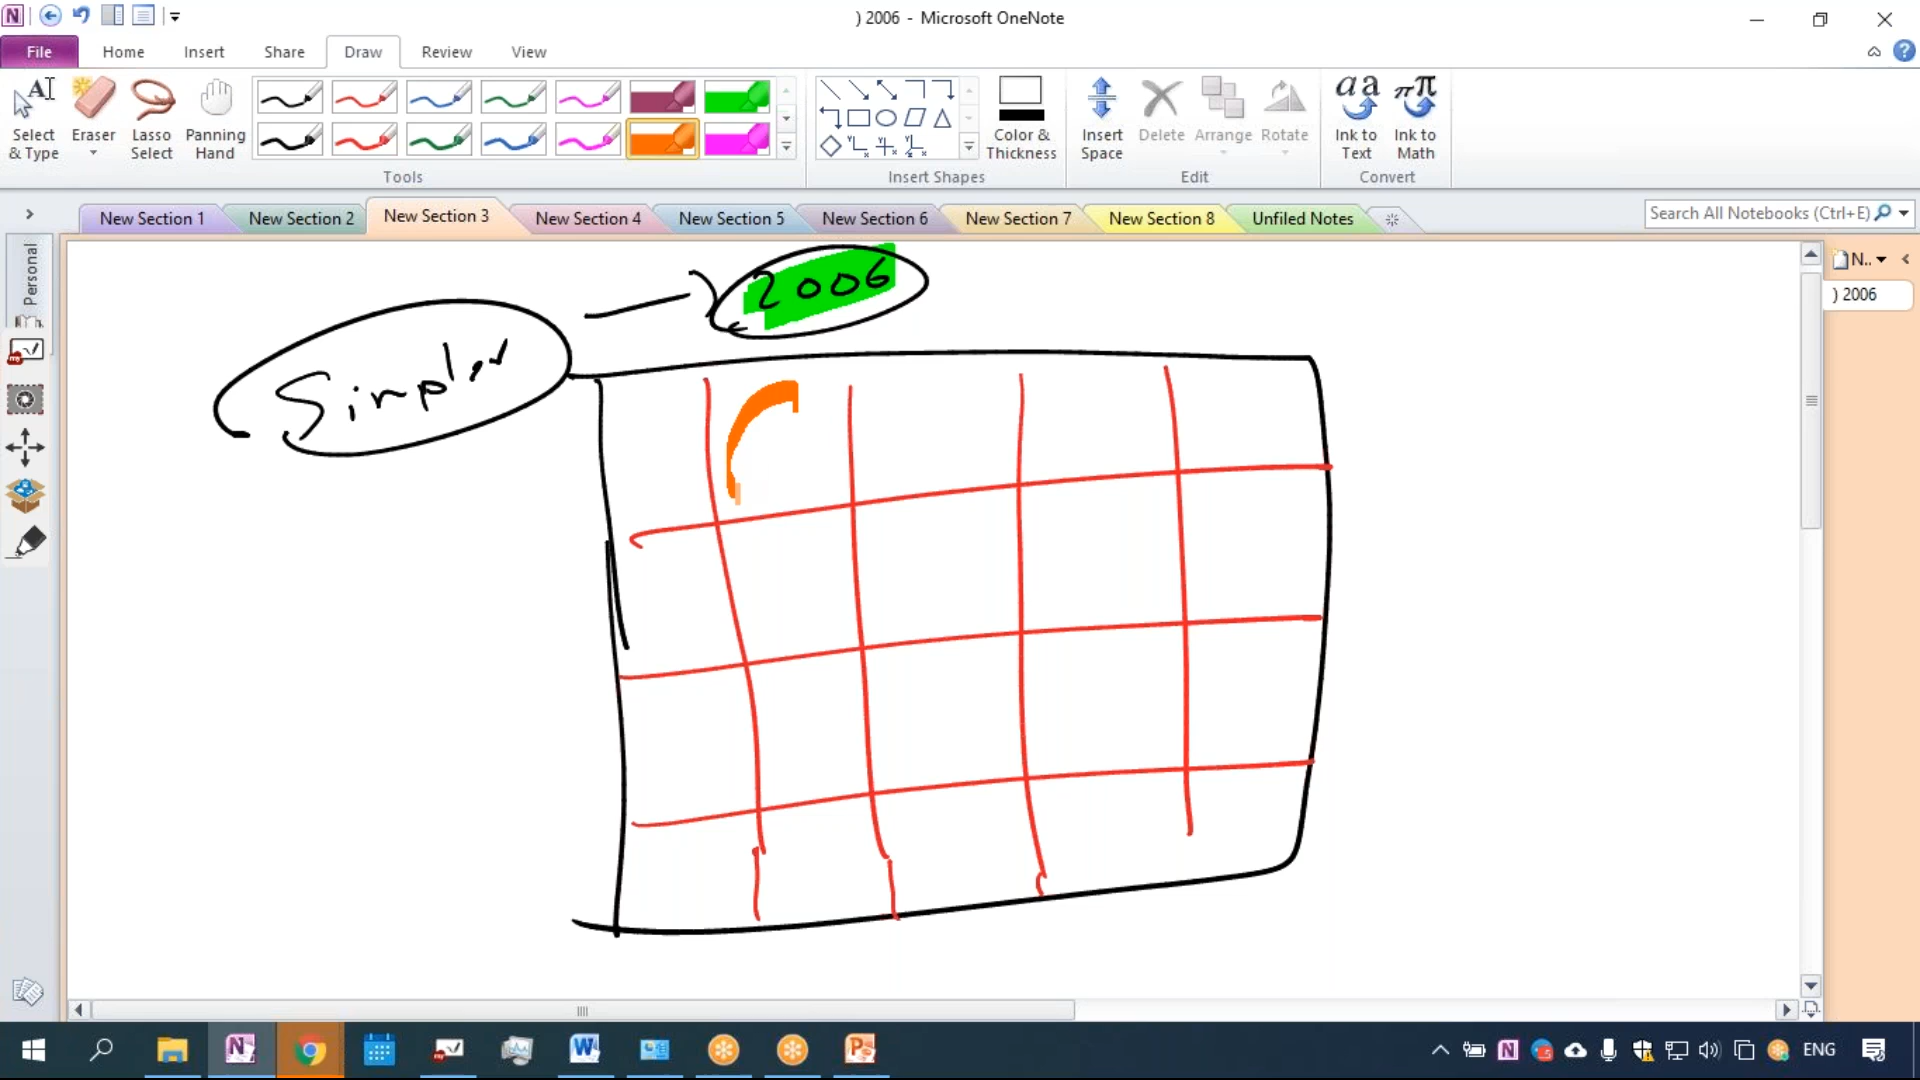 ) 2006 - Microsoft OneNote
File Home Insert Share Draw Review View
Select & Type
Eraser
Lasso Select
Panning Hand
Color & Thickness
Insert Space
Delete
Arrange
Rotate
Ink to Text
Ink to Math
Tools
Insert Shapes
Edit
Convert
New Section 1 New Section 2 New Section 3 New Section 4 New Section 5 New Section 6 New Section 7 New Section 8 Unfiled Notes
Search All Notebooks (Ctrl+E)
Personal
N..
) 2006
2006
ENG